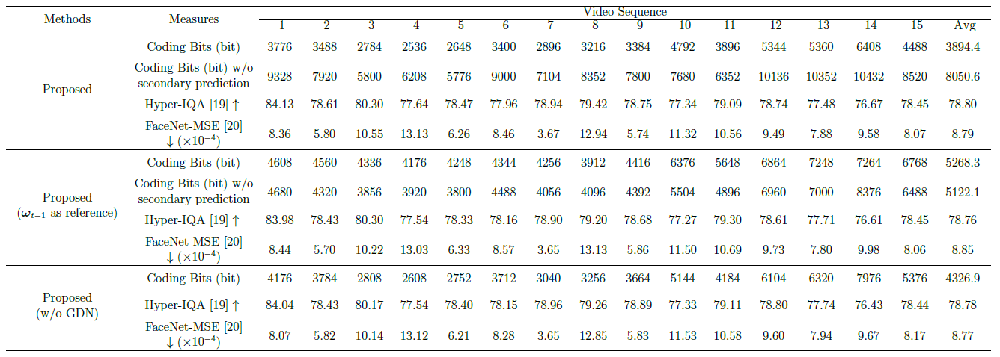 Methods Measures Video Sequence
1 2 3 4 5 6 7 8 9 10 11 12 13 14 15 Avg
Proposed
Coding Bits (bit) 3776 3488 2784 2536 2648 3400 2896 3216 3384 4792 3896 5344 5360 6408 4488 3894.4
Coding Bits (bit) w/o
secondary prediction 9328 7920 5800 6208 5776 9000 7104 8352 7800 7680 6352 10136 10352 10432 8520 8050.6
Hyper-IQA [19] ↑ 84.13 78.61 80.30 77.64 78.47 77.96 78.94 79.42 78.75 77.34 79.09 78.74 77.48 76.67 78.45 78.80
FaceNet-MSE [20]
↓ (×10⁻⁴) 8.36 5.80 10.55 13.13 6.26 8.46 3.67 12.94 5.74 11.32 10.56 9.49 7.88 9.58 8.07 8.79
Proposed
(ωₜ₋₁ as reference)
Coding Bits (bit) 4608 4560 4336 4176 4248 4344 4256 3912 4416 6376 5648 6864 7248 7264 6768 5268.3
Coding Bits (bit) w/o
secondary prediction 4680 4320 3856 3920 3800 4488 4056 4096 4392 5504 4896 6960 7000 8376 6488 5122.1
Hyper-IQA [19] ↑ 83.98 78.43 80.30 77.54 78.33 78.16 78.90 79.20 78.68 77.27 79.30 78.61 77.71 76.61 78.45 78.76
FaceNet-MSE [20]
↓ (×10⁻⁴) 8.44 5.70 10.22 13.03 6.33 8.57 3.65 13.13 5.86 11.50 10.69 9.73 7.80 9.98 8.06 8.85
Proposed
(w/o GDN)
Coding Bits (bit) 4176 3784 2808 2608 2752 3712 3040 3256 3664 5144 4184 6104 6320 7976 5376 4326.9
Hyper-IQA [19] ↑ 84.04 78.43 80.17 77.54 78.40 78.15 78.96 79.26 78.89 77.33 79.11 78.80 77.74 76.43 78.44 78.78
FaceNet-MSE [20]
↓ (×10⁻⁴) 8.07 5.82 10.14 13.12 6.21 8.28 3.65 12.85 5.83 11.53 10.58 9.60 7.94 9.67 8.17 8.77